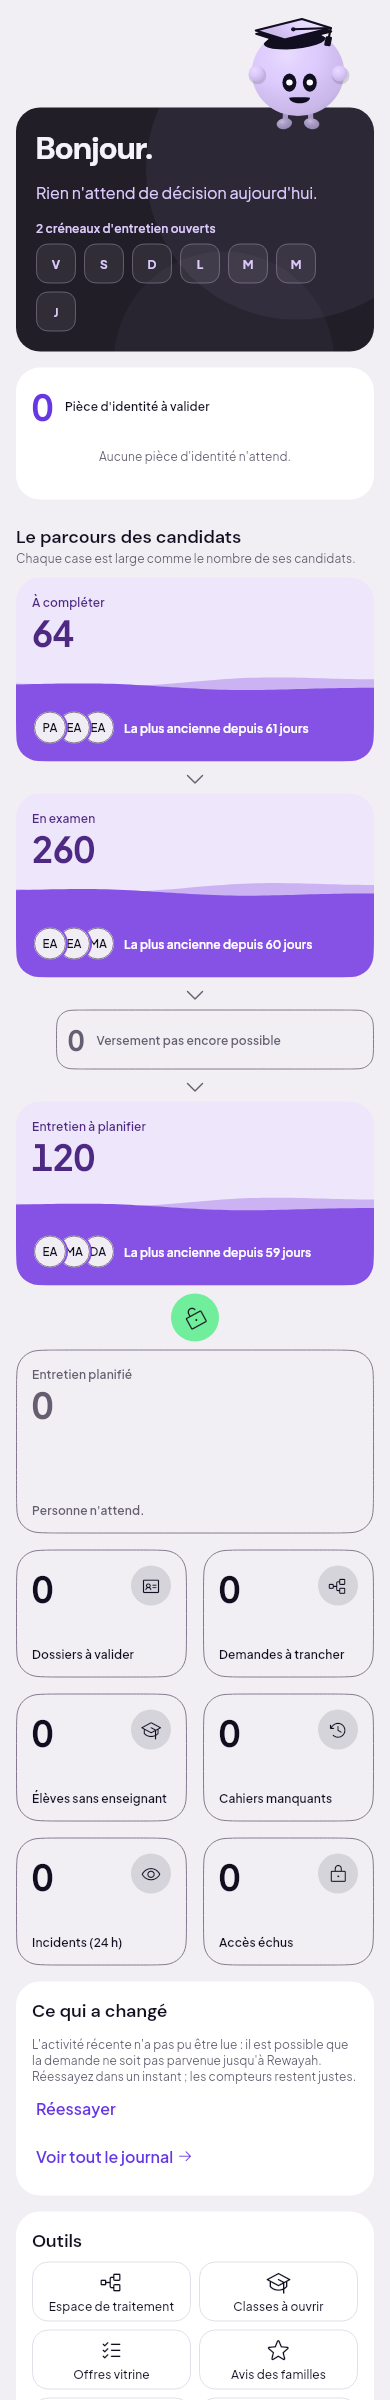 Bonjour.
Rien n'attend de décision aujourd'hui.
2 créneaux d'entretien ouverts
V S D L M M
J
0 Pièce d'identité à valider
Aucune pièce d'identité n'attend.
Le parcours des candidats
Chaque case est large comme le nombre de ses candidats.
À compléter
64
PA EA EA La plus ancienne depuis 61 jours
En examen
260
EA EA MA La plus ancienne depuis 60 jours
0 Versement pas encore possible
Entretien à planifier
120
EA MA DA La plus ancienne depuis 59 jours
Entretien planifié
0
Personne n'attend.
0
Dossiers à valider
0
Demandes à trancher
0
Élèves sans enseignant
0
Cahiers manquants
0
Incidents (24 h)
0
Accès échus
Ce qui a changé
L'activité récente n'a pas pu être lue : il est possible que
la demande ne soit pas parvenue jusqu'à Rewayah.
Réessayez dans un instant ; les compteurs restent justes.
Réessayer
Voir tout le journal →
Outils
Espace de traitement
Classes à ouvrir
Offres vitrine
Avis des familles